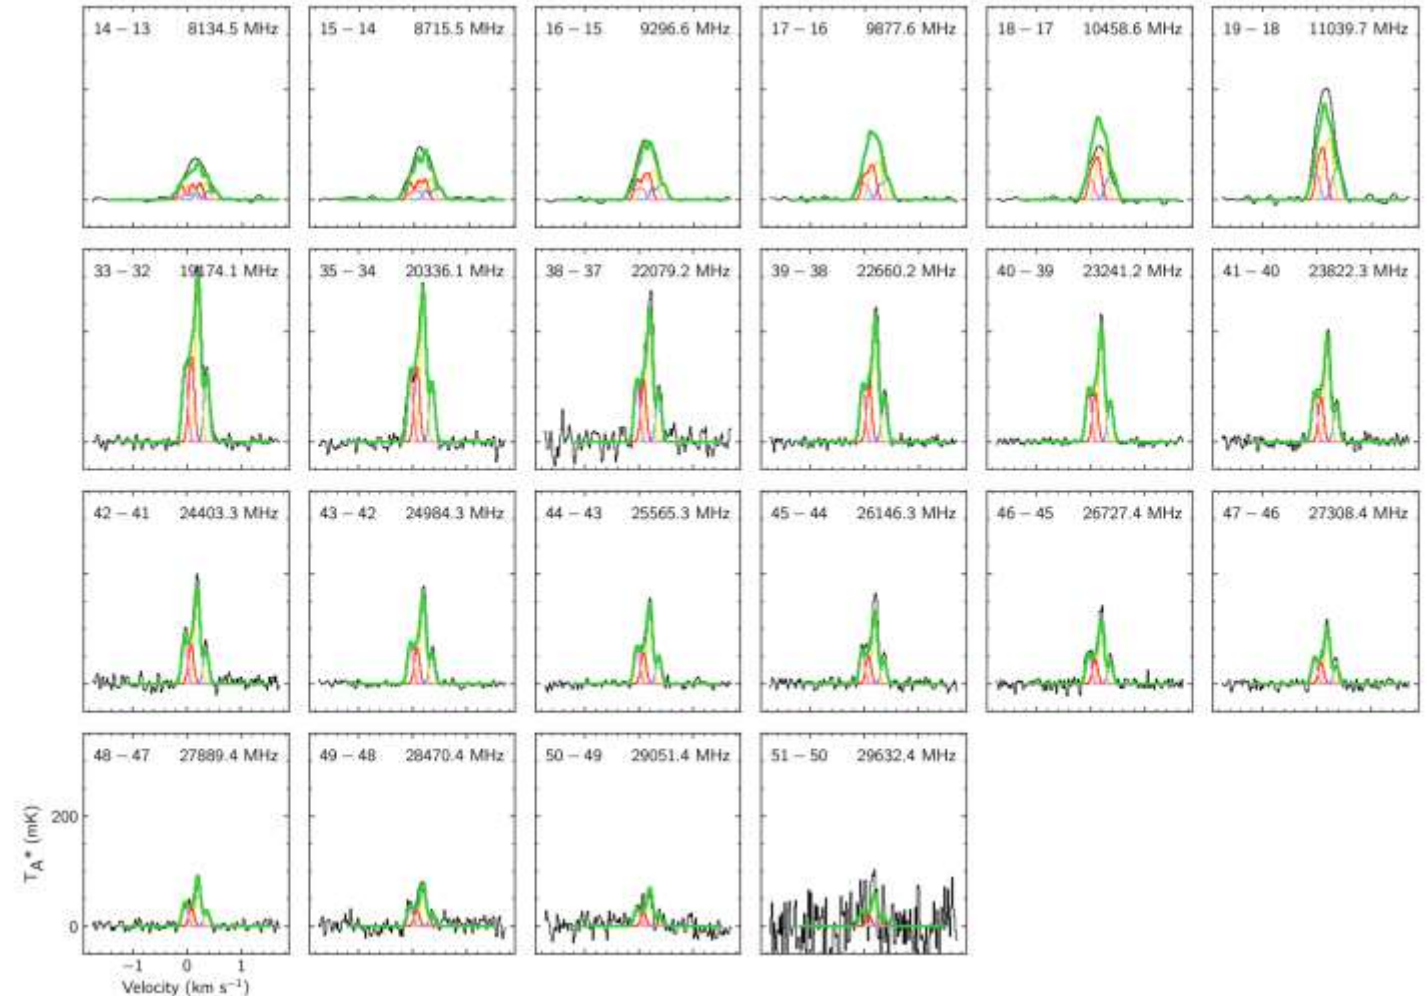 14 − 13 8134.5 MHz 15 − 14 8715.5 MHz 16 − 15 9296.6 MHz 17 − 16 9877.6 MHz 18 − 17 10458.6 MHz 19 − 18 11039.7 MHz
33 − 32 19174.1 MHz 35 − 34 20336.1 MHz 38 − 37 22079.2 MHz 39 − 38 22660.2 MHz 40 − 39 23241.2 MHz 41 − 40 23822.3 MHz
42 − 41 24403.3 MHz 43 − 42 24984.3 MHz 44 − 43 25565.3 MHz 45 − 44 26146.3 MHz 46 − 45 26727.4 MHz 47 − 46 27308.4 MHz
48 − 47 27889.4 MHz 49 − 48 28470.4 MHz 50 − 49 29051.4 MHz 51 − 50 29632.4 MHz
200
T_A* (mK)
0
−1 0 1
Velocity (km s⁻¹)